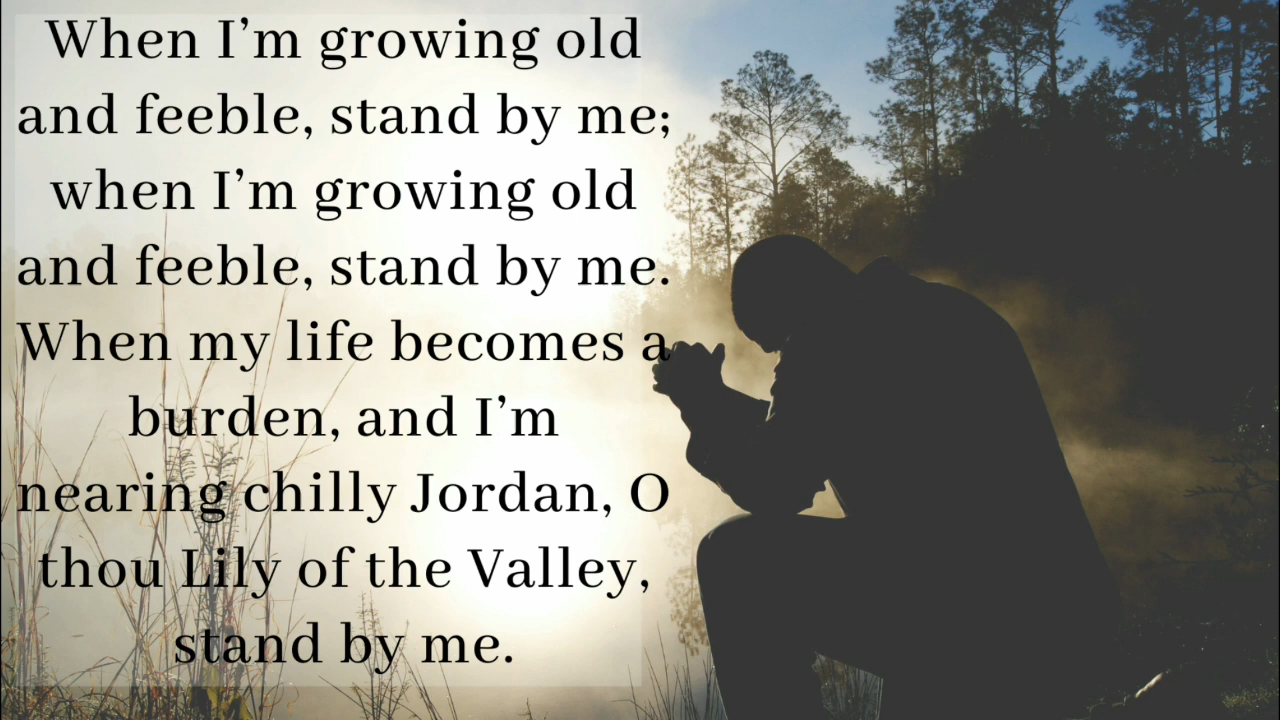 When I’m growing old
and feeble, stand by me;
when I’m growing old
and feeble, stand by me.
When my life becomes a
burden, and I’m
nearing chilly Jordan, O
thou Lily of the Valley,
stand by me.